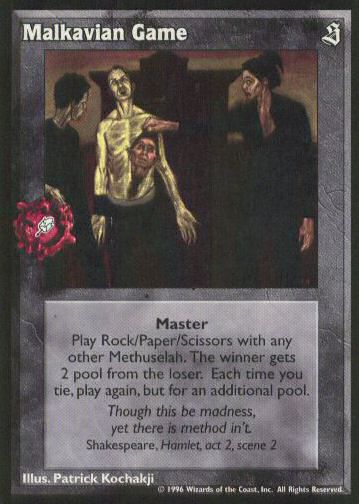 Malkavian Game
Master
Play Rock/Paper/Scissors with any
other Methuselah. The winner gets
2 pool from the loser. Each time you
tie, play again, but for an additional pool.
Though this be madness,
yet there is method in't.
Shakespeare, Hamlet, act 2, scene 2
Illus. Patrick Kochakji
© 1996 Wizards of the Coast, Inc. All Rights Reserved.